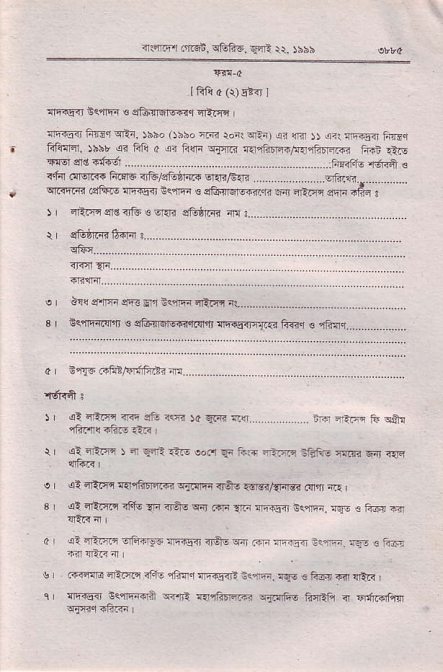 বাংলাদেশ গেজেট, অতিরিক্ত, জুলাই ২২, ১৯৯৯ ৩৮৮৫
ফরম-৫
[ বিধি ৫ (২) দ্রষ্টব্য ]
মাদকদ্রব্য উৎপাদন ও প্রক্রিয়াজাতকরণ লাইসেন্স ।
মাদকদ্রব্য নিয়ন্ত্রণ আইন, ১৯৯০ (১৯৯০ সনের ২০নং আইন) এর ধারা ১১ এবং মাদকদ্রব্য নিয়ন্ত্রণ
বিধিমালা, ১৯৯৮ এর বিধি ৫ এর বিধান অনুসারে মহাপরিচালক/মহাপরিচালকের নিকট হইতে
ক্ষমতা প্রাপ্ত কর্মকর্তা ..............................নিম্নবর্ণিত শর্তাবলী ও
বর্ণনা মোতাবেক নিম্নোক্ত ব্যক্তি/প্রতিষ্ঠানকে তাহার/উহার ....................তারিখের..............
আবেদনের প্রেক্ষিতে মাদকদ্রব্য উৎপাদন ও প্রক্রিয়াজাতকরণের জন্য লাইসেন্স প্রদান করিল ঃ
১। লাইসেন্স প্রাপ্ত ব্যক্তি ও তাহার প্রতিষ্ঠানের নাম ঃ..............................
২। প্রতিষ্ঠানের ঠিকানা ঃ..............................
অফিস..............................
ব্যবসা স্থান..............................
কারখানা..............................
৩। ঔষধ প্রশাসন প্রদত্ত ড্রাগ উৎপাদন লাইসেন্স নং..............................
৪। উৎপাদনযোগ্য ও প্রক্রিয়াজাতকরণযোগ্য মাদকদ্রব্যসমূহের বিবরণ ও পরিমাণ..............
..............................
..............................
৫। উপযুক্ত কেমিষ্ট/ফার্মাসিষ্টের নাম..............................
শর্তাবলী ঃ
১। এই লাইসেন্স বাবদ প্রতি বৎসর ১৫ জুনের মধ্যে.................. টাকা লাইসেন্স ফি অগ্রীম
পরিশোধ করিতে হইবে ।
২। এই লাইসেন্স ১ লা জুলাই হইতে ৩০শে জুন কিংবা লাইসেন্সে উল্লিখিত সময়ের জন্য বহাল
থাকিবে ।
৩। এই লাইসেন্স মহাপরিচালকের অনুমোদন ব্যতীত হস্তান্তর/স্থানান্তর যোগ্য নহে ।
৪। এই লাইসেন্সে বর্ণিত স্থান ব্যতীত অন্য কোন স্থানে মাদকদ্রব্য উৎপাদন, মজুত ও বিক্রয় করা
যাইবে না ।
৫। এই লাইসেন্সে তালিকাভুক্ত মাদকদ্রব্য ব্যতীত অন্য কোন মাদকদ্রব্য উৎপাদন, মজুত ও বিক্রয়
করা যাইবে না ।
৬। কেবলমাত্র লাইসেন্সে বর্ণিত পরিমাণ মাদকদ্রব্যই উৎপাদন, মজুত ও বিক্রয় করা যাইবে ।
৭। মাদকদ্রব্য উৎপাদনকারী অবশ্যই মহাপরিচালকের অনুমোদিত রিসাইপি বা ফার্মাকোপিয়া
অনুসরণ করিবেন ।